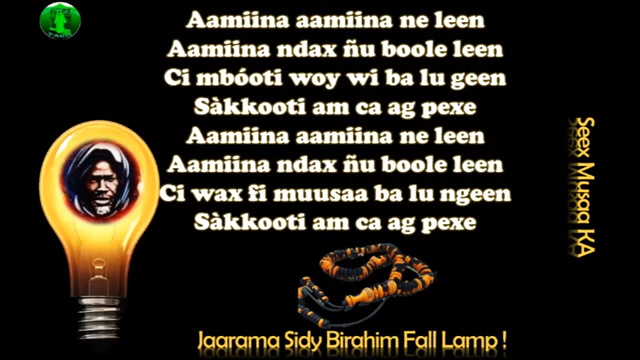 Aamiina aamiina ne leen
Aamiina ndax ñu boole leen
Ci mbóoti woy wi ba lu geen
Sàkkooti am ca ag pexe
Aamiina aamiina ne leen
Aamiina ndax ñu boole leen
Ci wax fi muusaa ba lu ngeen
Sàkkooti am ca ag pexe
Seex Musaa KA
Jaarama Sidy Birahim Fall Lamp !